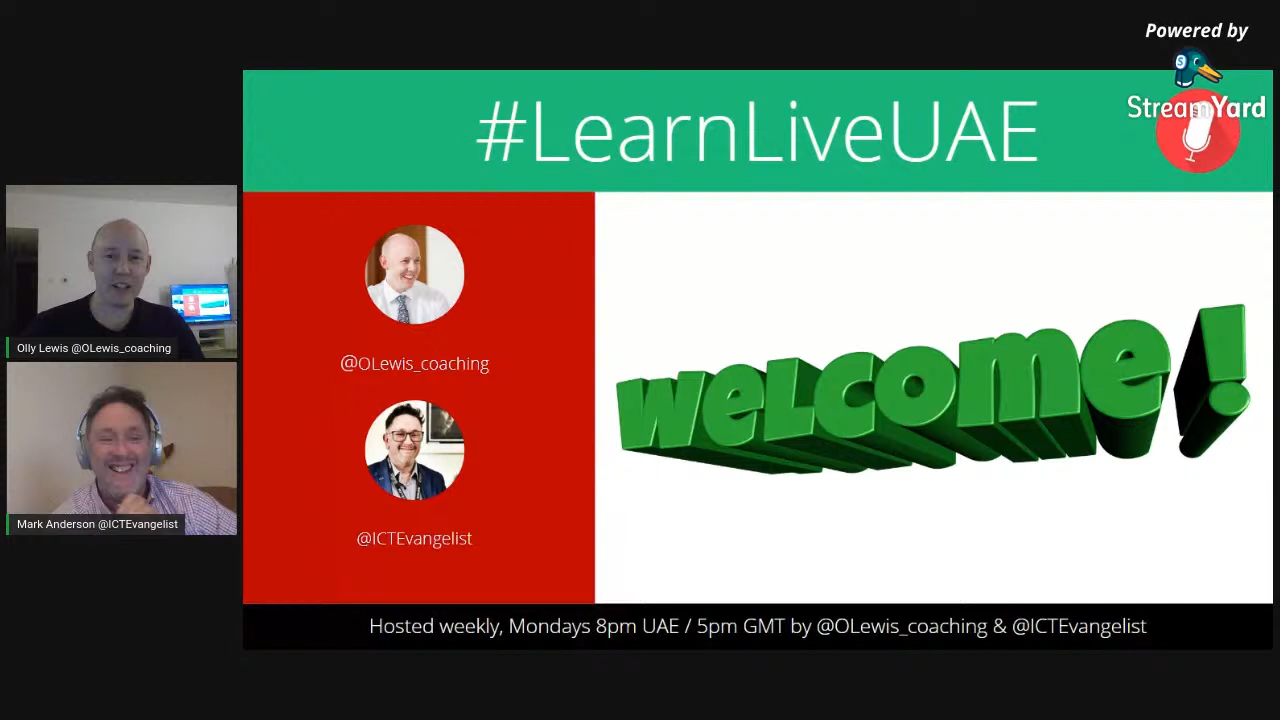 Powered by
StreamYard
#LearnLiveUAE
Olly Lewis @OLewis_coaching
Mark Anderson @ICTEvangelist
@OLewis_coaching
@ICTEvangelist
WeLcome!
Hosted weekly, Mondays 8pm UAE / 5pm GMT by @OLewis_coaching & @ICTEvangelist